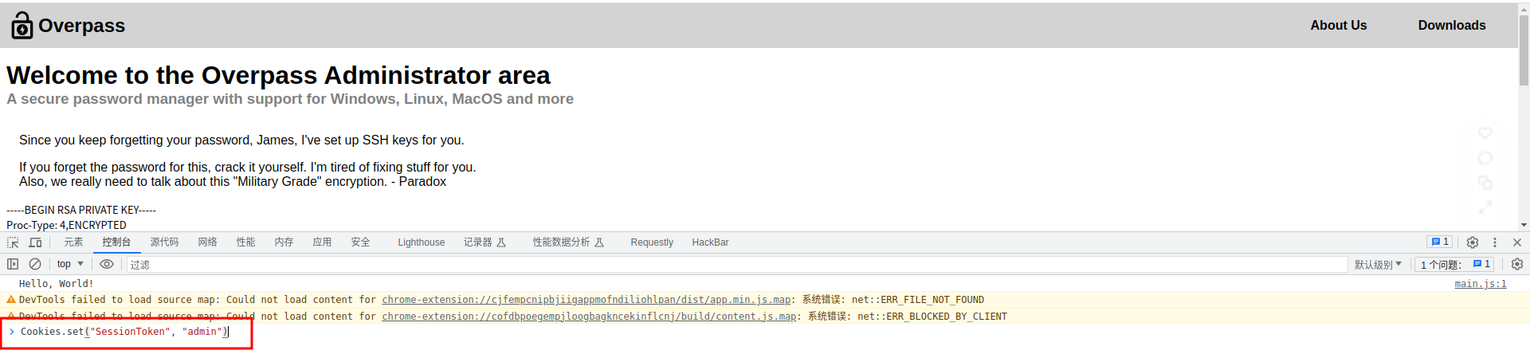 Overpass
About Us
Downloads
Welcome to the Overpass Administrator area
A secure password manager with support for Windows, Linux, MacOS and more
Since you keep forgetting your password, James, I've set up SSH keys for you.
If you forget the password for this, crack it yourself. I'm tired of fixing stuff for you.
Also, we really need to talk about this "Military Grade" encryption. - Paradox
-----BEGIN RSA PRIVATE KEY-----
Proc-Type: 4,ENCRYPTED
元素 控制台 源代码 网络 性能 内存 应用 安全 Lighthouse 记录器 性能数据分析 Requestly HackBar 1
top 过滤 默认级别 1 个问题: 1
Hello, World! main.js:1
DevTools failed to load source map: Could not load content for chrome-extension://cjfempcnipbjiigappmofndiliohlpan/dist/app.min.js.map: 系统错误: net::ERR_FILE_NOT_FOUND
DevTools failed to load source map: Could not load content for chrome-extension://cofdbpoegempjloogbagkncekinflcnj/build/content.js.map: 系统错误: net::ERR_BLOCKED_BY_CLIENT
> Cookies.set("SessionToken", "admin")